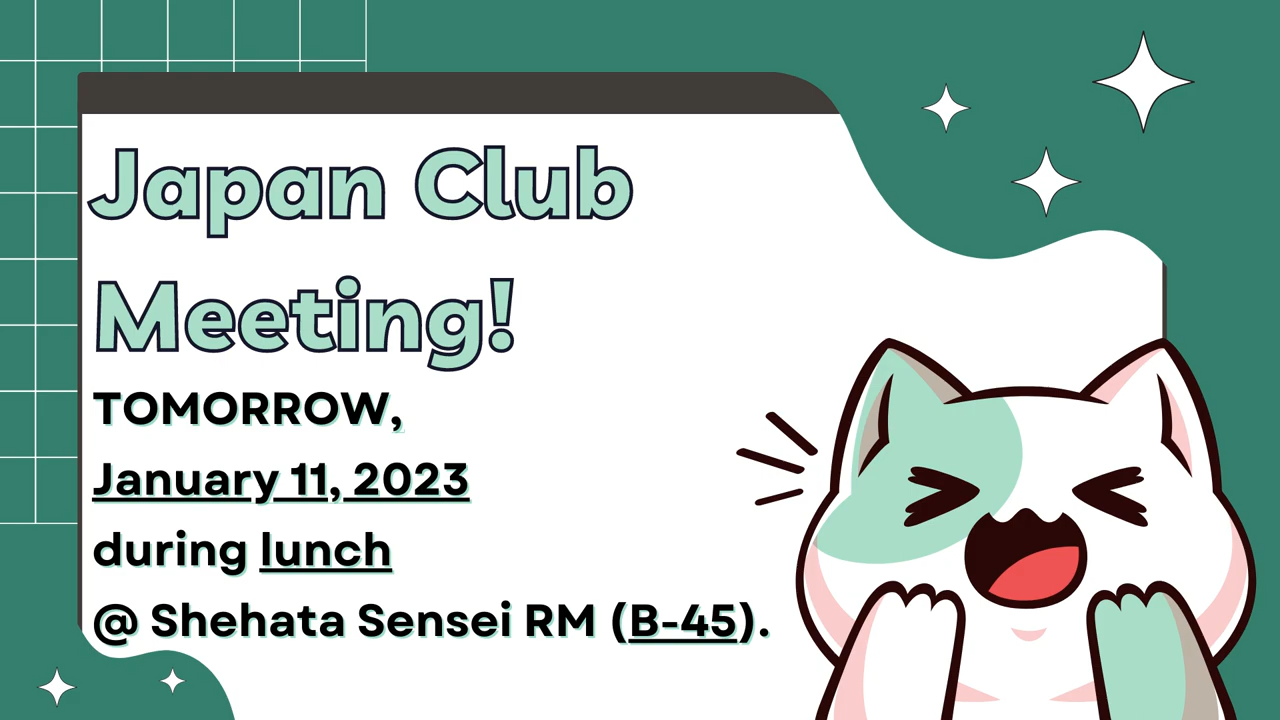 Japan Club
Meeting!
TOMORROW,
January 11, 2023
during lunch
@ Shehata Sensei RM (B-45).